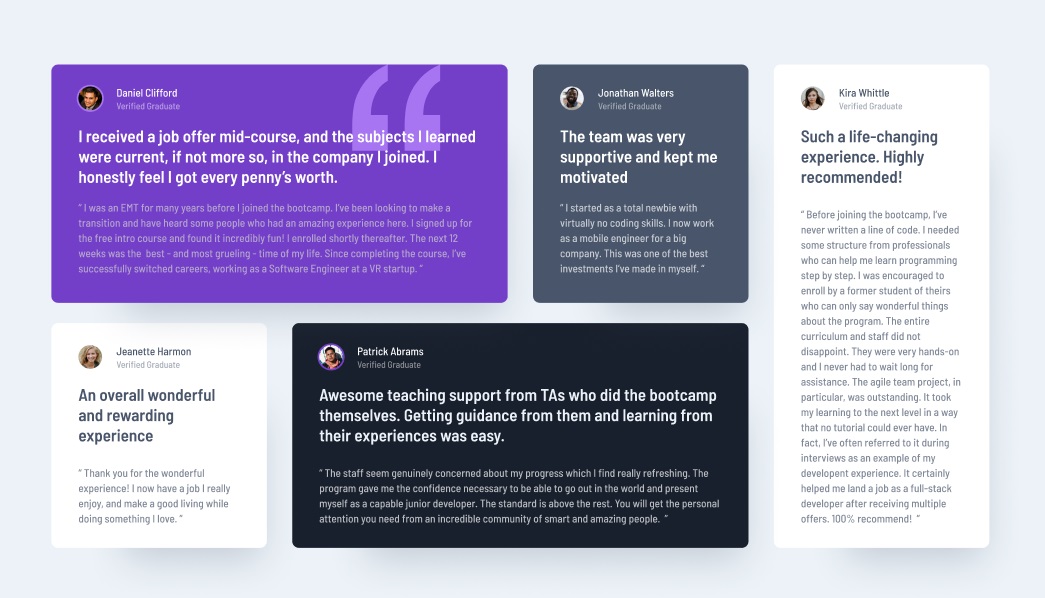 Daniel Clifford
Verified Graduate
I received a job offer mid-course, and the subjects I learned
were current, if not more so, in the company I joined. I
honestly feel I got every penny’s worth.
“ I was an EMT for many years before I joined the bootcamp. I’ve been looking to make a
transition and have heard some people who had an amazing experience here. I signed up for
the free intro course and found it incredibly fun! I enrolled shortly thereafter. The next 12
weeks was the best - and most grueling - time of my life. Since completing the course, I’ve
successfully switched careers, working as a Software Engineer at a VR startup. ”
Jonathan Walters
Verified Graduate
The team was very
supportive and kept me
motivated
“ I started as a total newbie with
virtually no coding skills. I now work
as a mobile engineer for a big
company. This was one of the best
investments I’ve made in myself. ”
Kira Whittle
Verified Graduate
Such a life-changing
experience. Highly
recommended!
“ Before joining the bootcamp, I’ve
never written a line of code. I needed
some structure from professionals
who can help me learn programming
step by step. I was encouraged to
enroll by a former student of theirs
who can only say wonderful things
about the program. The entire
curriculum and staff did not
disappoint. They were very hands-on
and I never had to wait long for
assistance. The agile team project, in
particular, was outstanding. It took
my learning to the next level in a way
that no tutorial could ever have. In
fact, I’ve often referred to it during
interviews as an example of my
developent experience. It certainly
helped me land a job as a full-stack
developer after receiving multiple
offers. 100% recommend! ”
Jeanette Harmon
Verified Graduate
An overall wonderful
and rewarding
experience
“ Thank you for the wonderful
experience! I now have a job I really
enjoy, and make a good living while
doing something I love. ”
Patrick Abrams
Verified Graduate
Awesome teaching support from TAs who did the bootcamp
themselves. Getting guidance from them and learning from
their experiences was easy.
“ The staff seem genuinely concerned about my progress which I find really refreshing. The
program gave me the confidence necessary to be able to go out in the world and present
myself as a capable junior developer. The standard is above the rest. You will get the personal
attention you need from an incredible community of smart and amazing people. ”